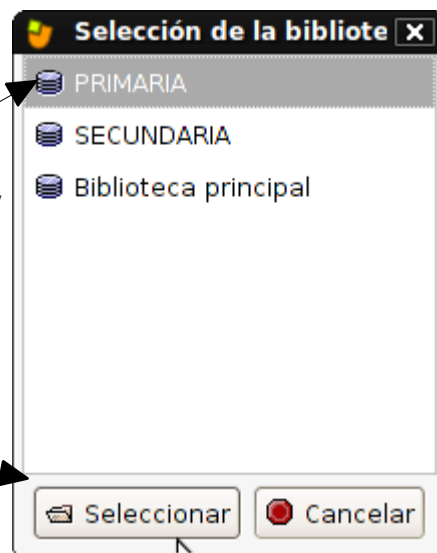 Selección de la bibliote
PRIMARIA
SECUNDARIA
Biblioteca principal
Seleccionar
Cancelar